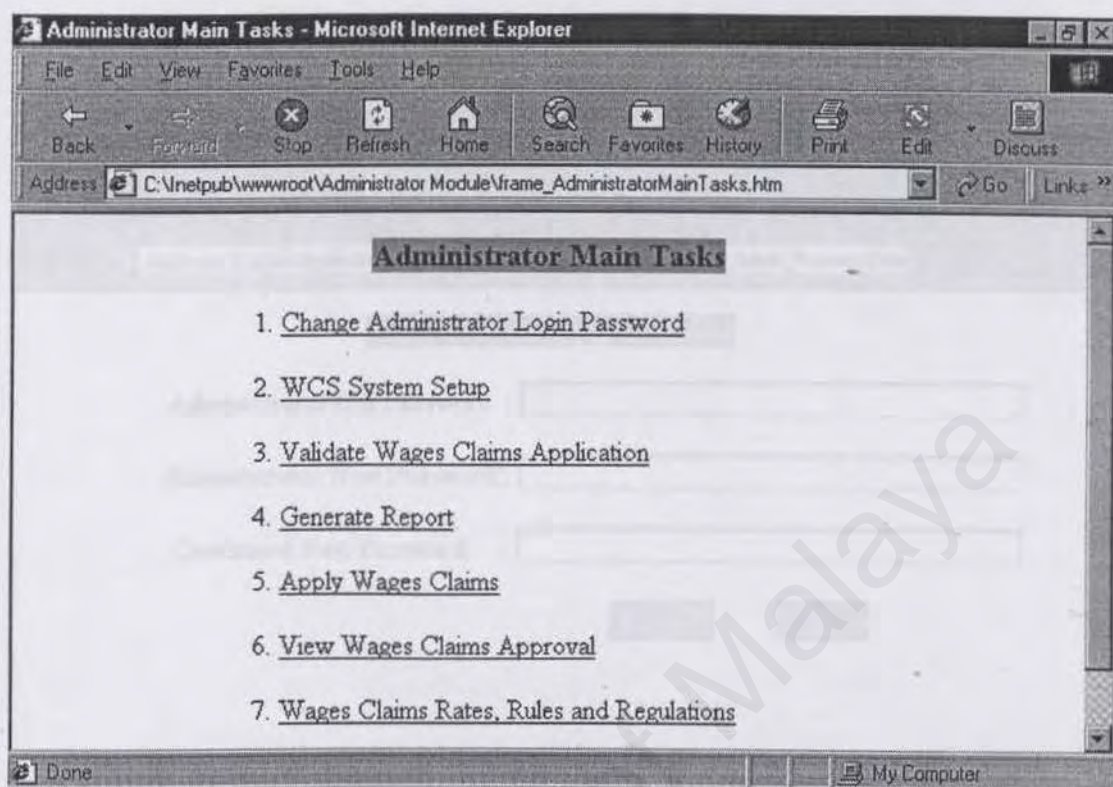 Administrator Main Tasks - Microsoft Internet Explorer
File Edit View Favorites Tools Help
Back Forward Stop Refresh Home Search Favorites History Print Edit Discuss
Address C:\Inetpub\wwwroot\Administrator Module\frame_AdministratorMainTasks.htm Go Links »
Administrator Main Tasks
1. Change Administrator Login Password
2. WCS System Setup
3. Validate Wages Claims Application
4. Generate Report
5. Apply Wages Claims
6. View Wages Claims Approval
7. Wages Claims Rates, Rules and Regulations
Malaya
Done My Computer